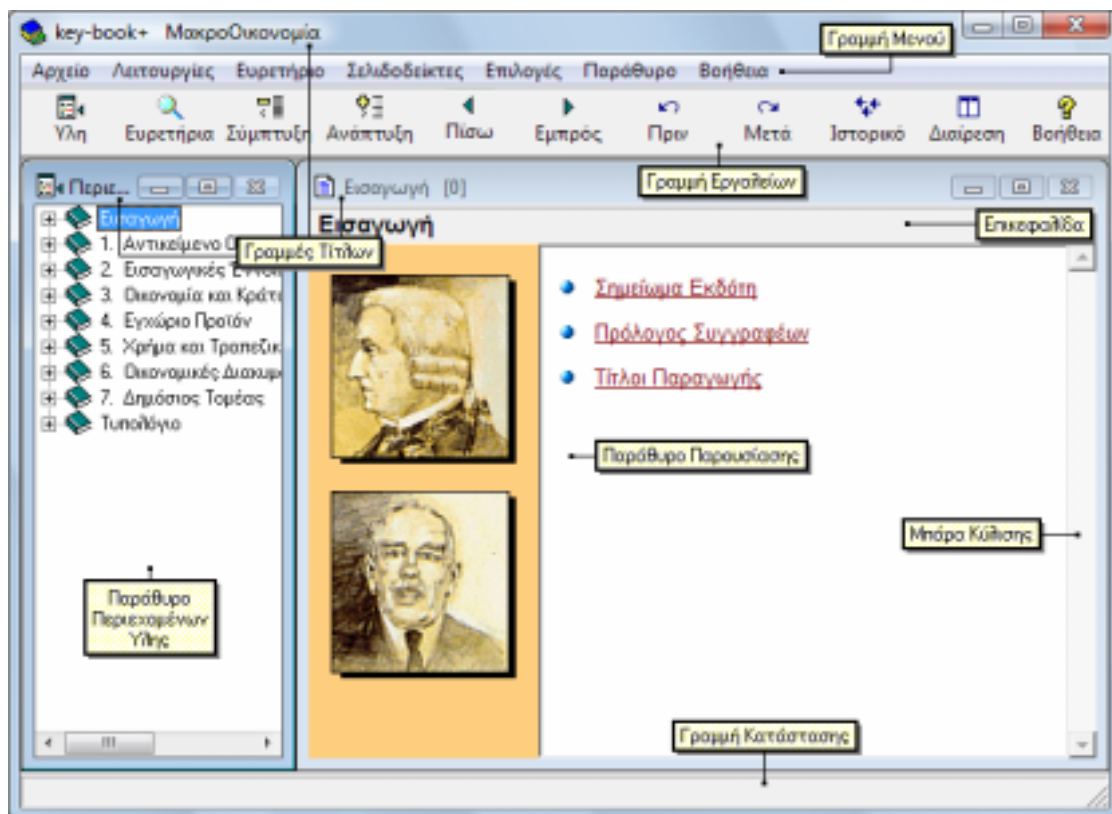 key-book+ ΜακροΟικονομία
Γραμμή Μενού
Αρχείο Λειτουργίες Ευρετήριο Σελιδοδείκτες Επιλογές Παράθυρο Βοήθεια
Ύλη Ευρετήρια Σύμπτυξη Ανάπτυξη Πίσω Εμπρός Πριν Μετά Ιστορικό Διαίρεση Βοήθεια
Γραμμή Εργαλείων
Περιε... Εισαγωγή [0]
Επικεφαλίδα
Εισαγωγή
Γραμμές Τίτλων
Εισαγωγή
1. Αντικείμενο
2. Εισαγωγικές
3. Οικονομία και Κράτ
4. Εγχώριο Προϊόν
5. Χρήμα και Τραπεζικ
6. Οικονομικές Διακυμ
7. Δημόσιος Τομέας
Τυπολόγιο
Σημείωμα Εκδότη
Πρόλογος Συγγραφέων
Τίτλοι Παραγωγής
Παράθυρο Παρουσίασης
Μπάρα Κύλισης
Παράθυρο
Περιεχομένων
Ύλης
Γραμμή Κατάστασης